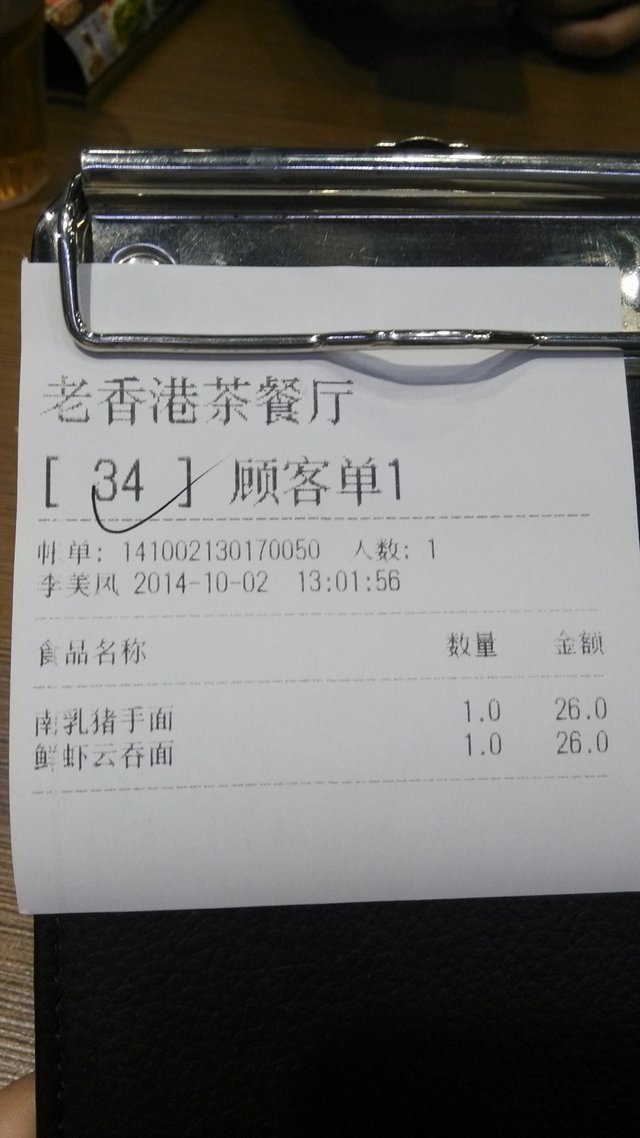 老香港茶餐厅
[ 34 ] 顾客单1
帐单: 141002130170050 人数: 1
李美凤 2014-10-02 13:01:56
食品名称 数量 金额
南乳猪手面 1.0 26.0
鲜虾云吞面 1.0 26.0